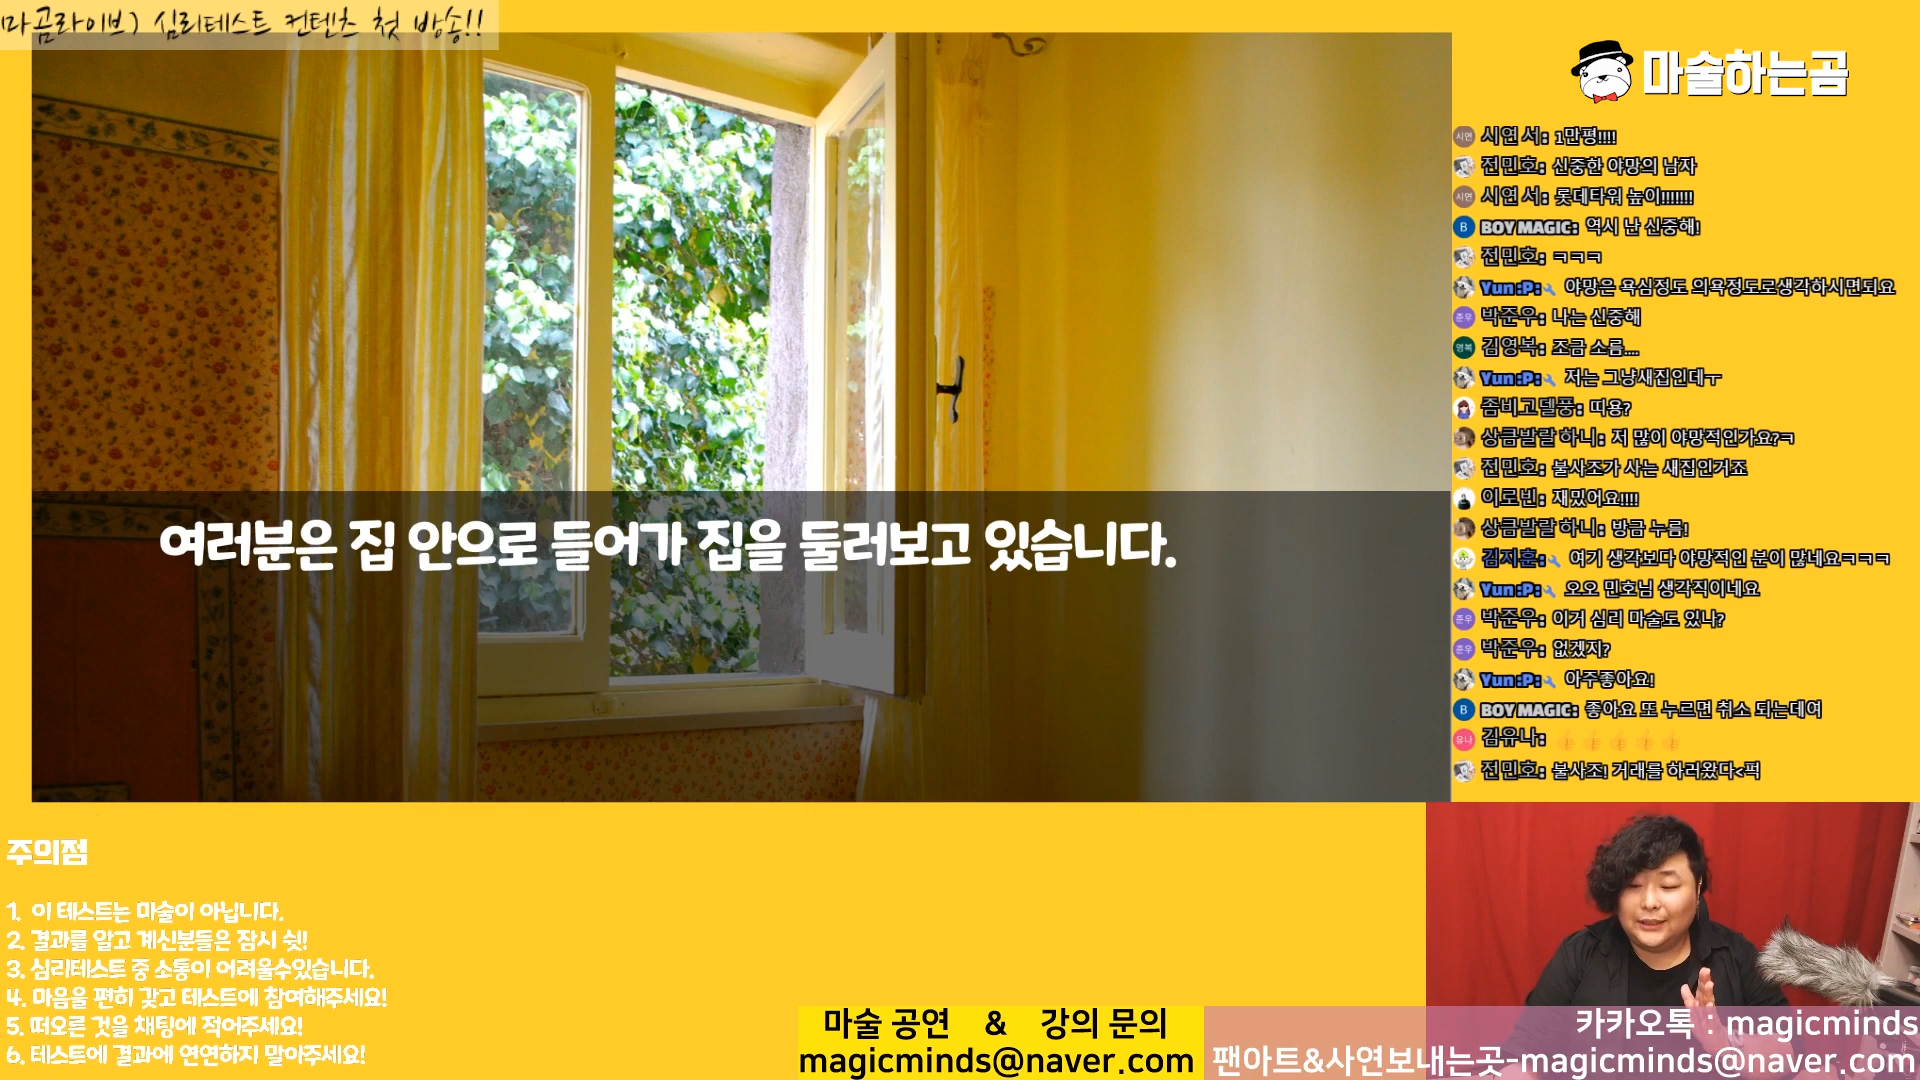 마곰라이브) 심리테스트 컨텐츠 첫 방송!!
마술하는곰
시연 서: 1만평!!!!
전민호: 신중한 야망의 남자
시연 서: 롯데타워 높이!!!!!!!
B BOY MAGIC: 역시 난 신중해!
전민호: ㅋㅋㅋ
Yun :P: 야망은 욕심정도 의욕정도로생각하시면되요
준우 박준우: 나는 신중해
영복 김영복: 조금 소름....
Yun :P: 저는 그냥새집인데ㅜ
좀비고델풍: 띠용?
상큼발랄 하니: 저 많이 야망적인가요?ㅋ
전민호: 불사조가 사는 새집인거죠
이로빈: 재밌어요!!!!
상큼발랄 하니: 방금 누름!
김지훈: 여기 생각보다 야망적인 분이 많네요ㅋㅋㅋ
Yun :P: 오오 민호님 생각직이네요
준우 박준우: 이거 심리 마술도 있나?
준우 박준우: 없겠지?
Yun :P: 아주좋아요!
B BOY MAGIC: 좋아요 또 누르면 취소 되는데여
유나 김유나: 👍👍👍👍👍
전민호: 불사조! 거래를 하러왔다<퍽
여러분은 집 안으로 들어가 집을 둘러보고 있습니다.
주의점
1. 이 테스트는 마술이 아닙니다.
2. 결과를 알고 계신분들은 잠시 쉿!
3. 심리테스트 중 소통이 어려울수있습니다.
4. 마음을 편히 갖고 테스트에 참여해주세요!
5. 떠오른 것을 채팅에 적어주세요!
6. 테스트에 결과에 연연하지 말아주세요!
마술 공연 & 강의 문의
magicminds@naver.com
카카오톡 : magicminds
팬아트&사연보내는곳-magicminds@naver.com